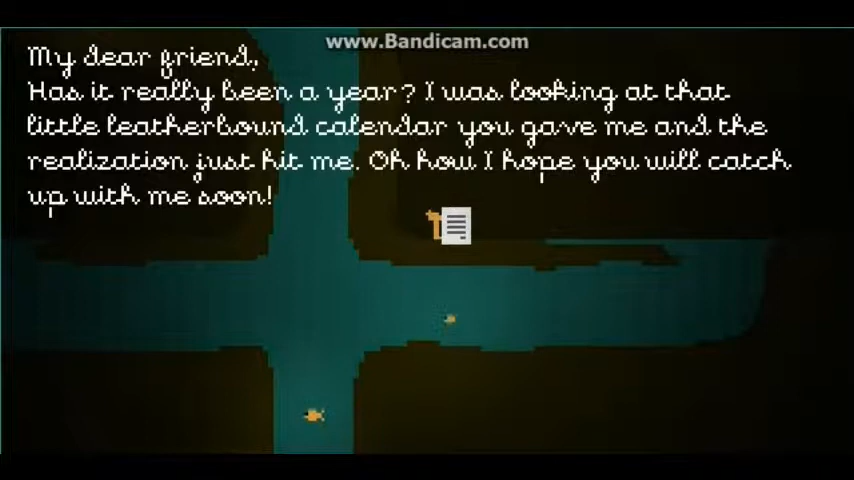 www.Bandicam.com
My dear friend,
Has it really been a year? I was looking at that
little leatherbound calendar you gave me and the
realization just hit me. Oh how I hope you will catch
up with me soon!